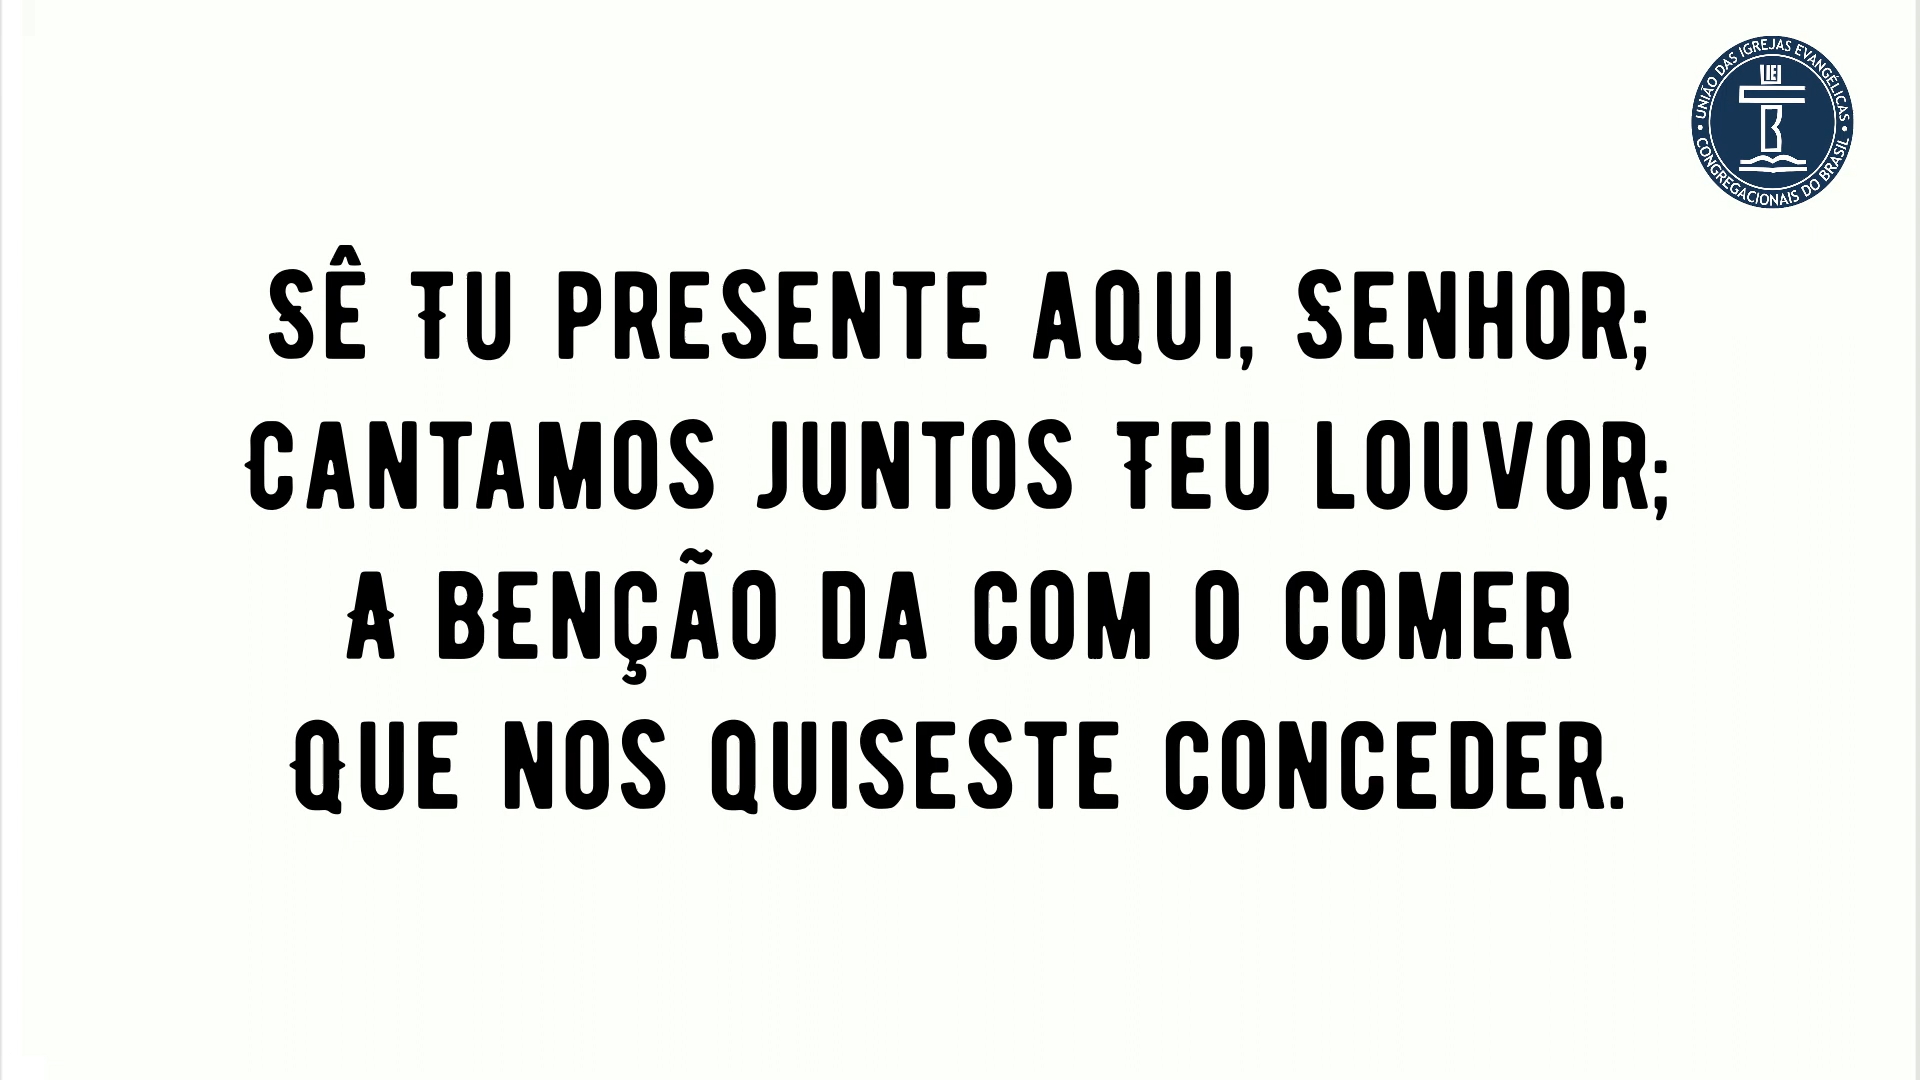 UNIÃO DAS IGREJAS EVANGÉLICAS
CONGREGACIONAIS DO BRASIL
Sê Tu presente aqui, Senhor;
Cantamos juntos Teu louvor;
A bEnção da com o comer
Que nos quiseste conceder.